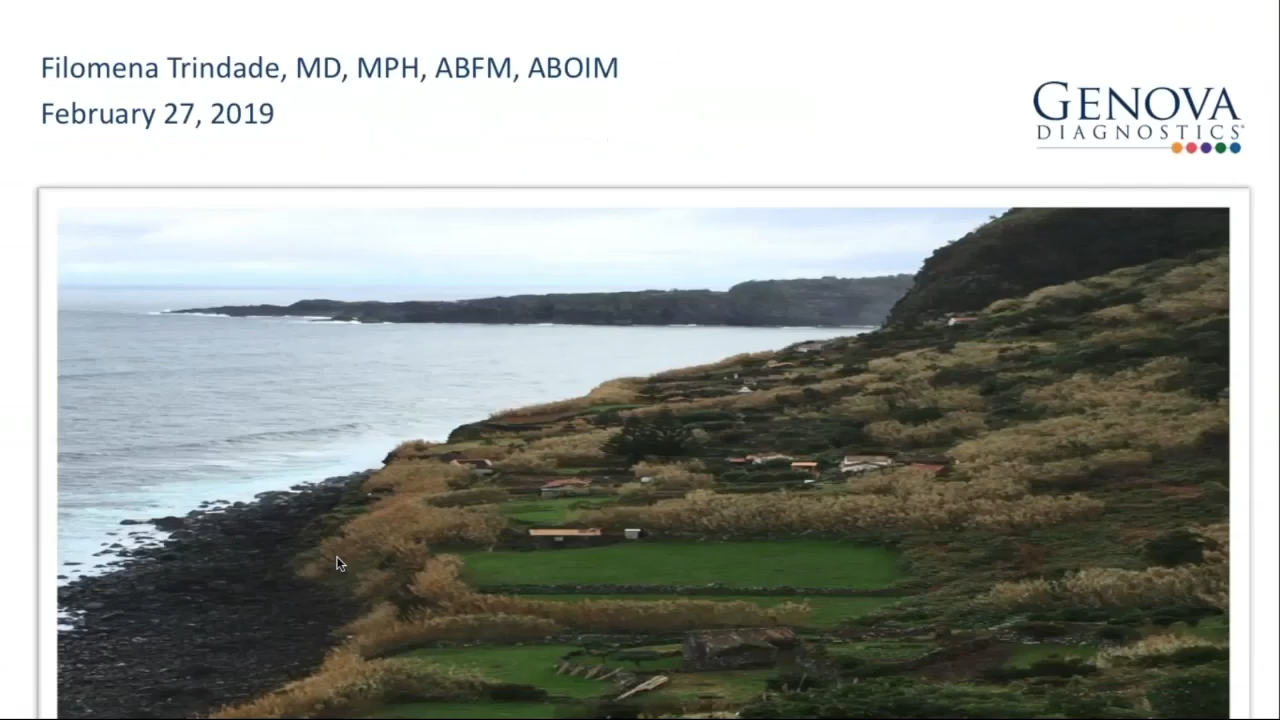 Filomena Trindade, MD, MPH, ABFM, ABOIM
February 27, 2019
GENOVA
DIAGNOSTICS